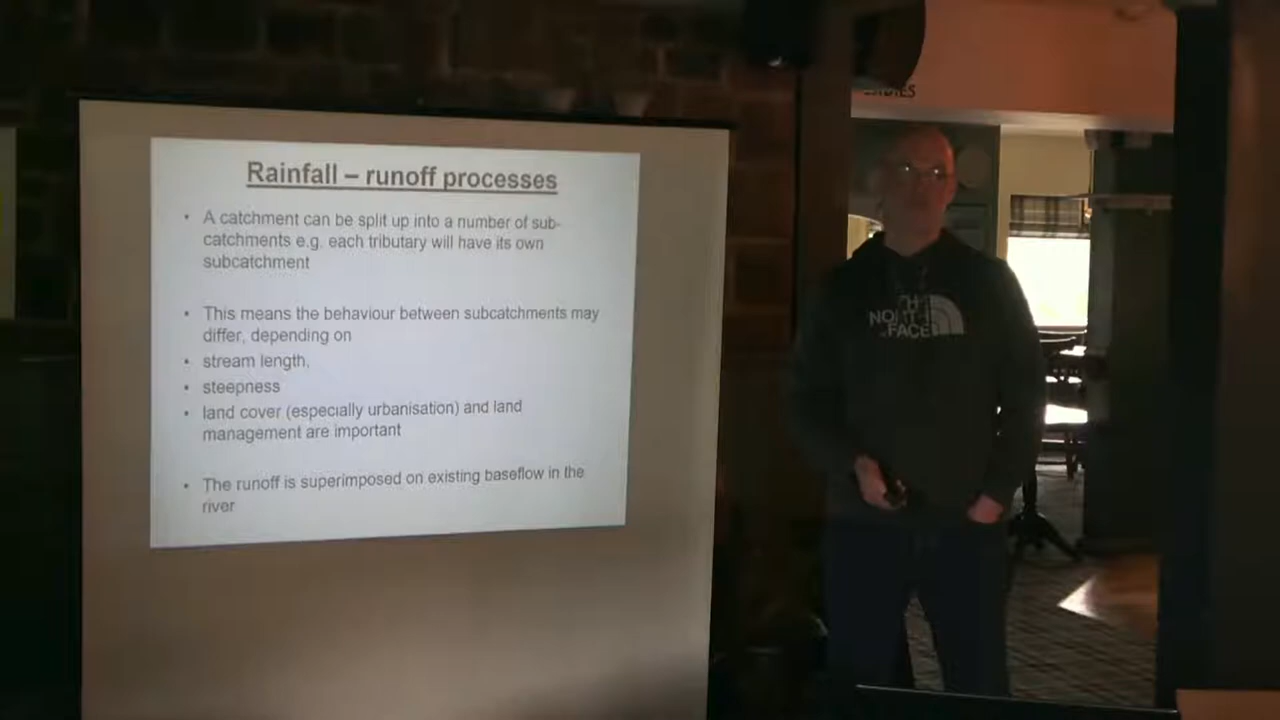 Rainfall – runoff processes
• A catchment can be split up into a number of sub-
catchments e.g. each tributary will have its own
subcatchment
• This means the behaviour between subcatchments may
differ, depending on
• stream length,
• steepness
• land cover (especially urbanisation) and land
management are important
• The runoff is superimposed on existing baseflow in the
river
LADIES
THE
NORTH
FACE